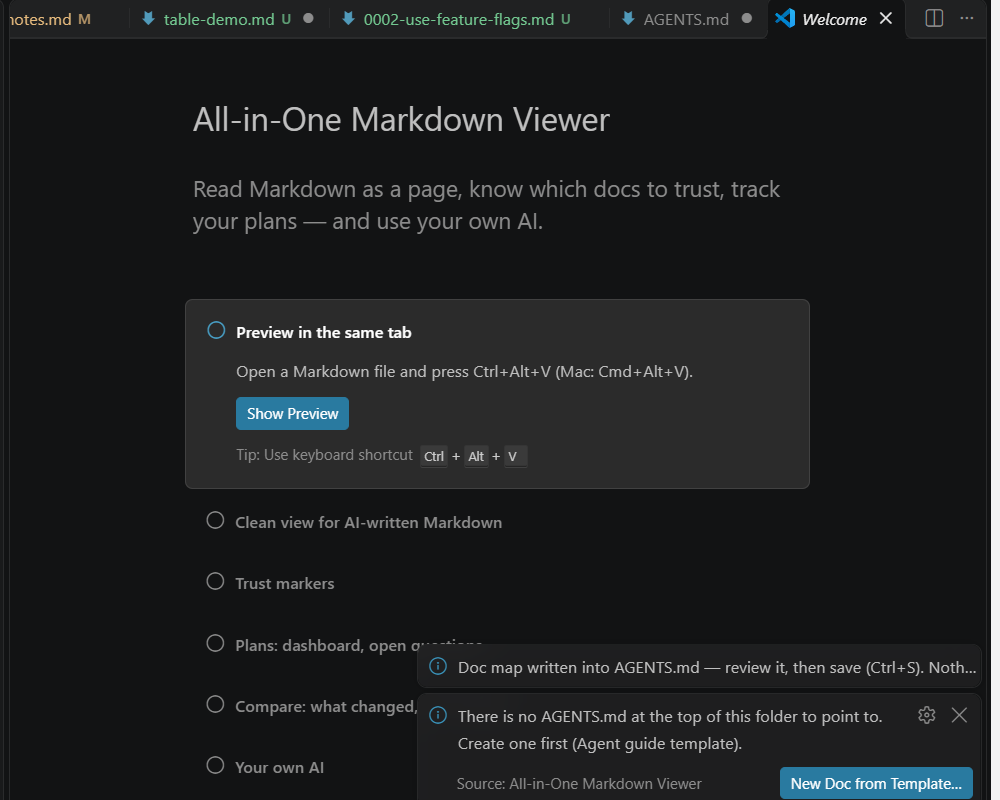 notes.md M
table-demo.md U
0002-use-feature-flags.md U
AGENTS.md
Welcome
All-in-One Markdown Viewer
Read Markdown as a page, know which docs to trust, track
your plans — and use your own AI.
Preview in the same tab
Open a Markdown file and press Ctrl+Alt+V (Mac: Cmd+Alt+V).
Show Preview
Tip: Use keyboard shortcut Ctrl + Alt + V
Clean view for AI-written Markdown
Trust markers
Plans: dashboard, open questions
Compare: what changed,
Your own AI
Doc map written into AGENTS.md — review it, then save (Ctrl+S). Noth...
There is no AGENTS.md at the top of this folder to point to.
Create one first (Agent guide template).
Source: All-in-One Markdown Viewer
New Doc from Template...